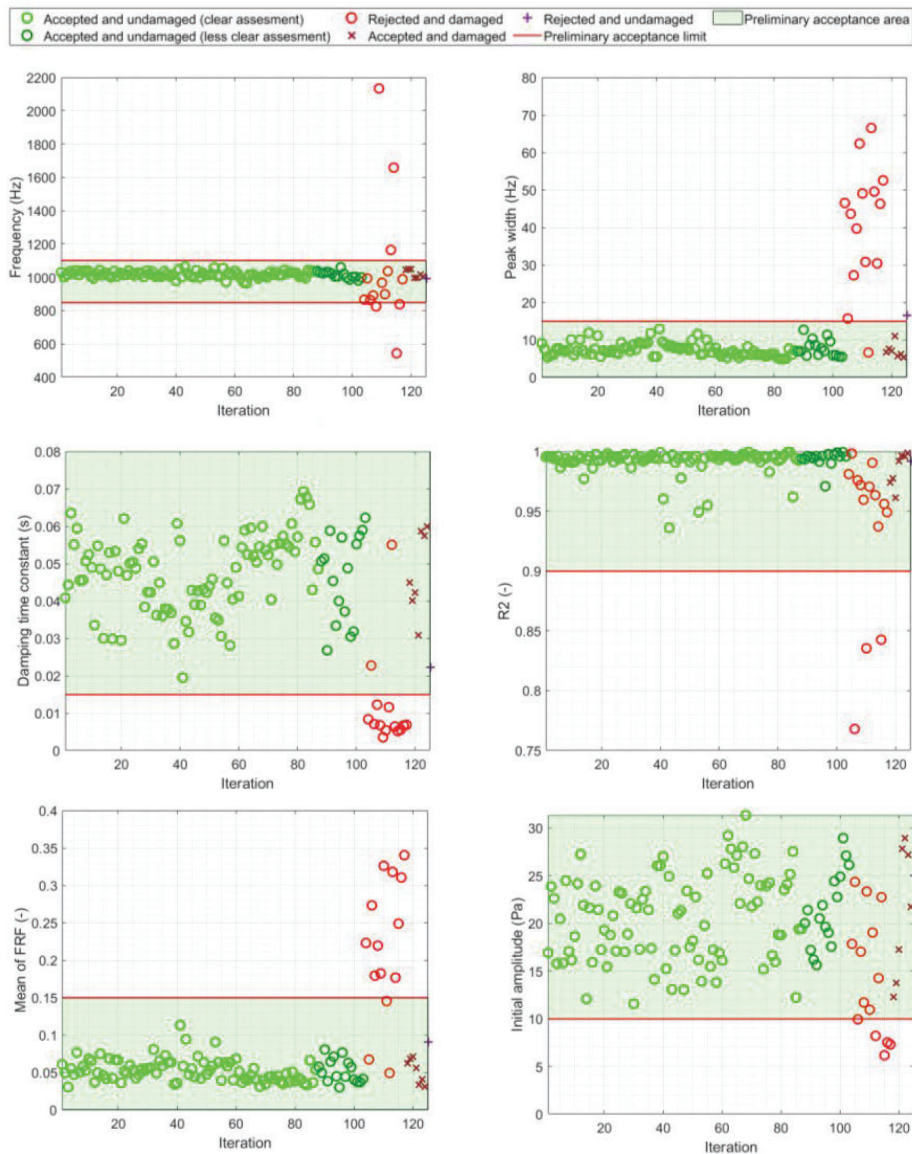 Accepted and undamaged (clear assesment) Rejected and damaged Rejected and undamaged Preliminary acceptance area
Accepted and undamaged (less clear assesment) Accepted and damaged Preliminary acceptance limit
2200
2000
1800
1600
1400
1200
1000
800
600
400
Frequency (Hz)
20 40 60 80 100 120
Iteration
80
70
60
50
40
30
20
10
0
Peak width (Hz)
20 40 60 80 100 120
Iteration
0.08
0.07
0.06
0.05
0.04
0.03
0.02
0.01
0
Damping time constant (s)
20 40 60 80 100 120
Iteration
1
0.95
0.9
0.85
0.8
0.75
R2 (-)
20 40 60 80 100 120
Iteration
0.4
0.35
0.3
0.25
0.2
0.15
0.1
0.05
0
Mean of FRF (-)
20 40 60 80 100 120
Iteration
30
25
20
15
10
5
0
Initial amplitude (Pa)
20 40 60 80 100 120
Iteration